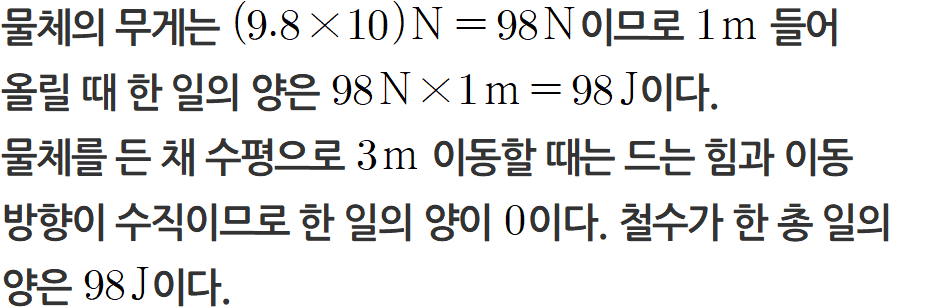 물체의 무게는 (9.8×10)N=98N이므로 1m 들어
올릴 때 한 일의 양은 98N×1m=98J이다.
물체를 든 채 수평으로 3m 이동할 때는 드는 힘과 이동
방향이 수직이므로 한 일의 양이 0이다. 철수가 한 총 일의
양은 98J이다.